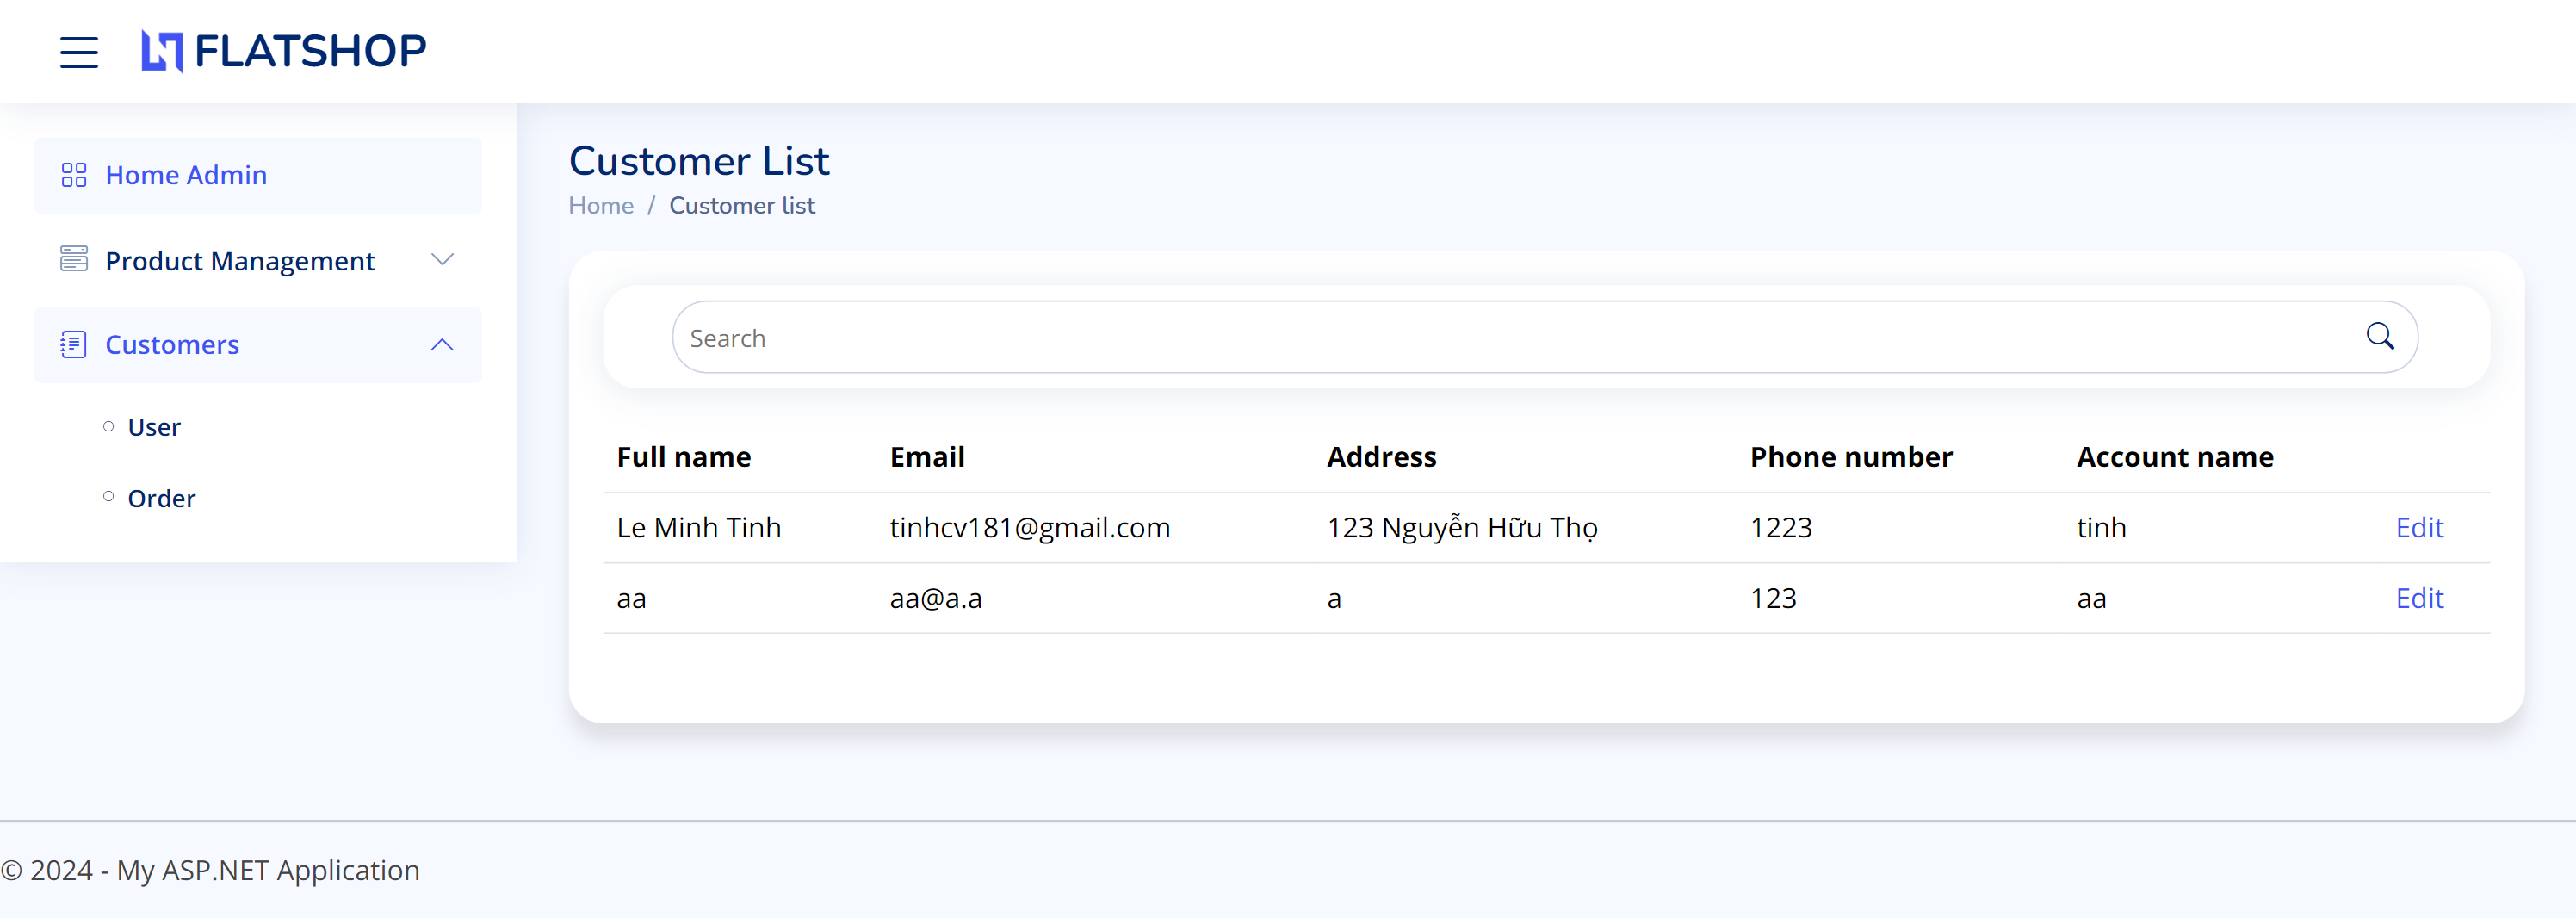 FLATSHOP
Home Admin
Product Management
Customers
User
Order
Customer List
Home / Customer list
Search
Full name Email Address Phone number Account name
Le Minh Tinh tinhcv181@gmail.com 123 Nguyễn Hữu Thọ 1223 tinh Edit
aa aa@a.a a 123 aa Edit
© 2024 - My ASP.NET Application